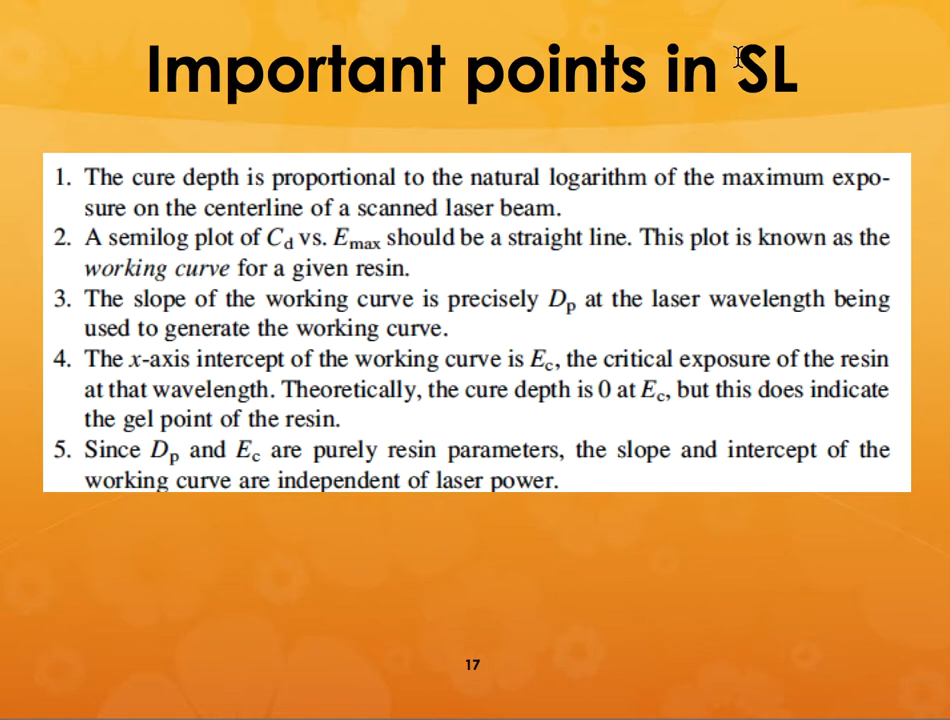 Important points in SL
1. The cure depth is proportional to the natural logarithm of the maximum expo-
sure on the centerline of a scanned laser beam.
2. A semilog plot of Cd vs. Emax should be a straight line. This plot is known as the
working curve for a given resin.
3. The slope of the working curve is precisely Dp at the laser wavelength being
used to generate the working curve.
4. The x-axis intercept of the working curve is Ec, the critical exposure of the resin
at that wavelength. Theoretically, the cure depth is 0 at Ec, but this does indicate
the gel point of the resin.
5. Since Dp and Ec are purely resin parameters, the slope and intercept of the
working curve are independent of laser power.
17